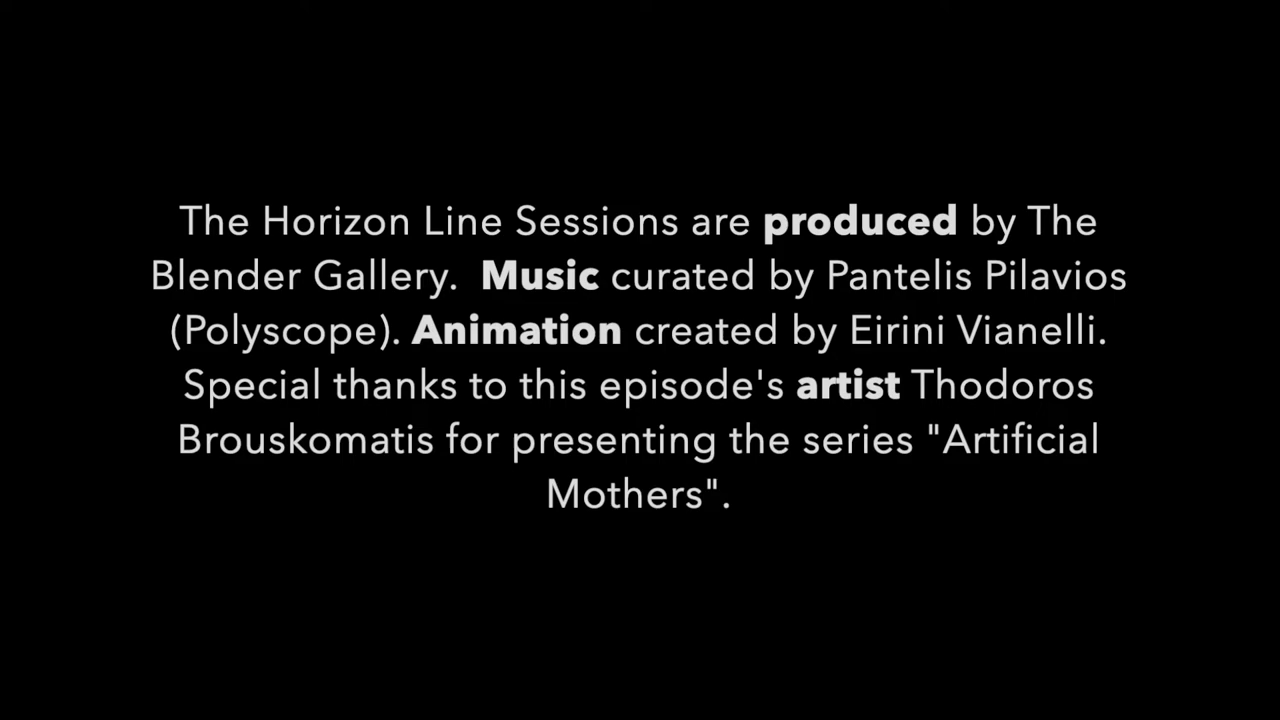 The Horizon Line Sessions are produced by The
Blender Gallery.  Music curated by Pantelis Pilavios
(Polyscope). Animation created by Eirini Vianelli.
Special thanks to this episode's artist Thodoros
Brouskomatis for presenting the series "Artificial
Mothers".